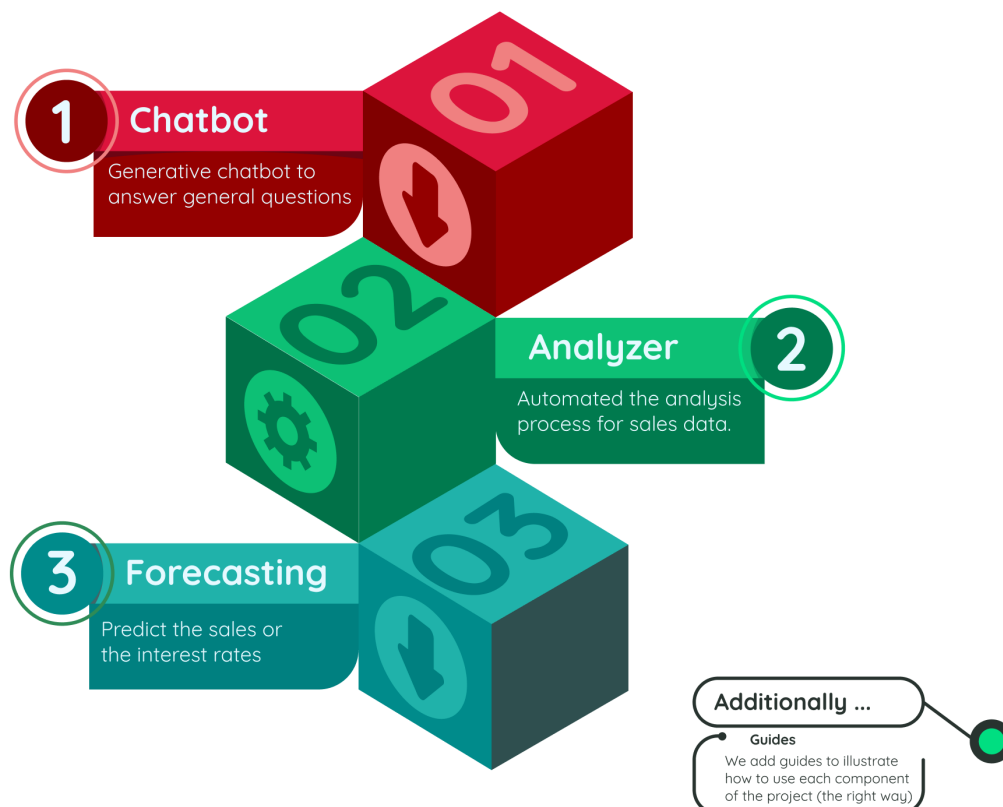 01
1
Chatbot
Generative chatbot to
answer general questions
02
Analyzer
2
Automated the analysis
process for sales data.
03
3
Forecasting
Predict the sales or
the interest rates
Additionally ...
Guides
We add guides to illustrate
how to use each component
of the project (the right way)